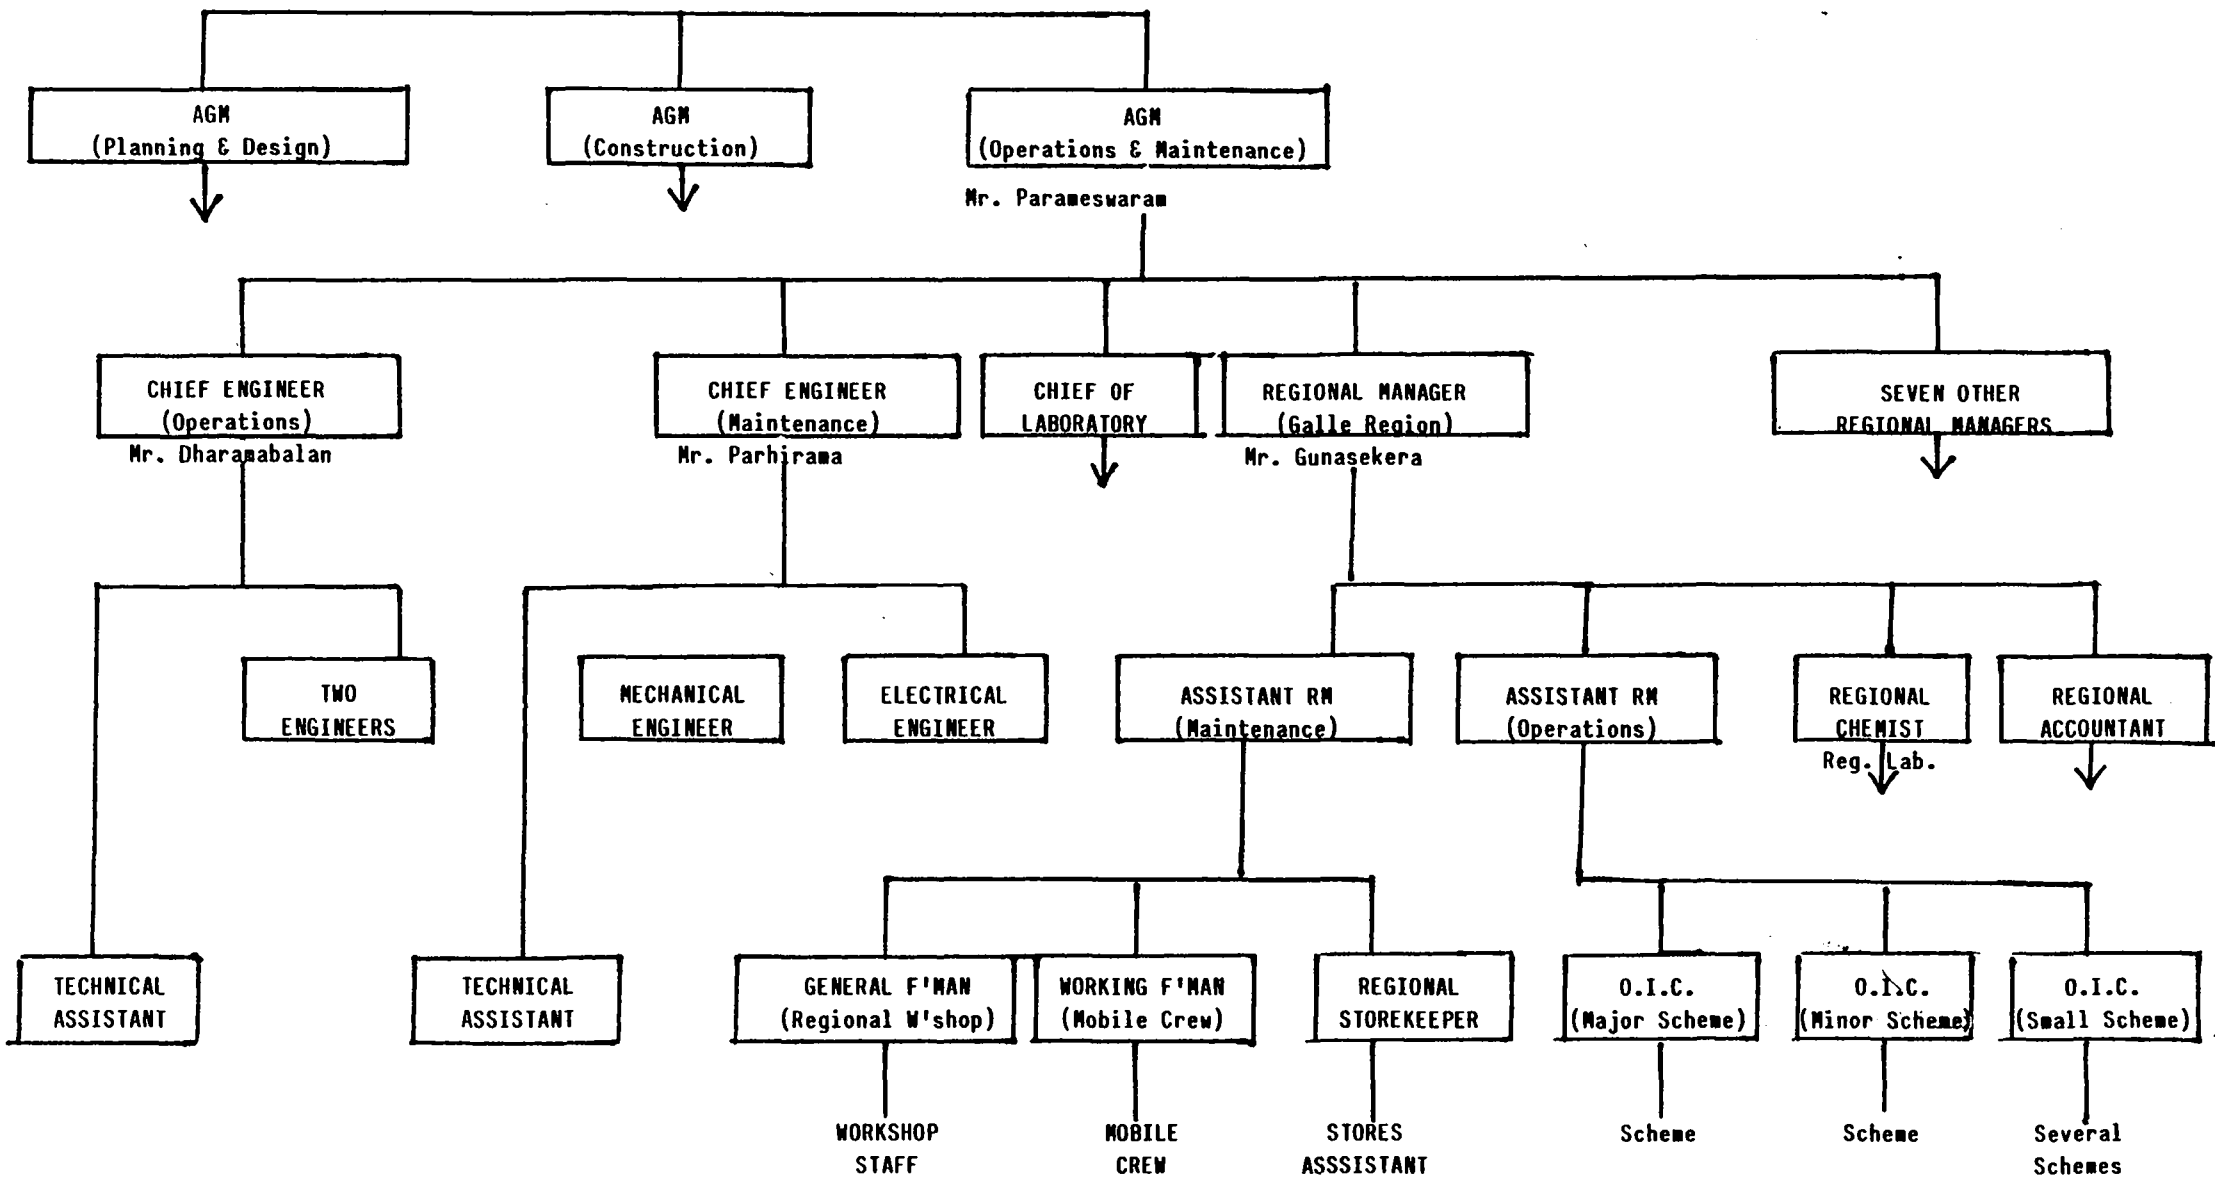 AGM
(Planning & Design)
AGM
(Construction)
AGM
(Operations & Maintenance)
Mr. Parameswaram
CHIEF ENGINEER
(Operations)
Mr. Dharamabalan
CHIEF ENGINEER
(Maintenance)
Mr. Parhirama
CHIEF OF
LABORATORY
REGIONAL MANAGER
(Galle Region)
Mr. Gunasekera
SEVEN OTHER
REGIONAL MANAGERS
TWO
ENGINEERS
MECHANICAL
ENGINEER
ELECTRICAL
ENGINEER
ASSISTANT RM
(Maintenance)
ASSISTANT RM
(Operations)
REGIONAL
CHEMIST
Reg. Lab.
REGIONAL
ACCOUNTANT
TECHNICAL
ASSISTANT
TECHNICAL
ASSISTANT
GENERAL F'MAN
(Regional W'shop)
WORKING F'MAN
(Mobile Crew)
REGIONAL
STOREKEEPER
O.I.C.
(Major Scheme)
O.I.C.
(Minor Scheme)
O.I.C.
(Small Scheme)
WORKSHOP
STAFF
MOBILE
CREW
STORES
ASSSISTANT
Scheme
Scheme
Several
Schemes